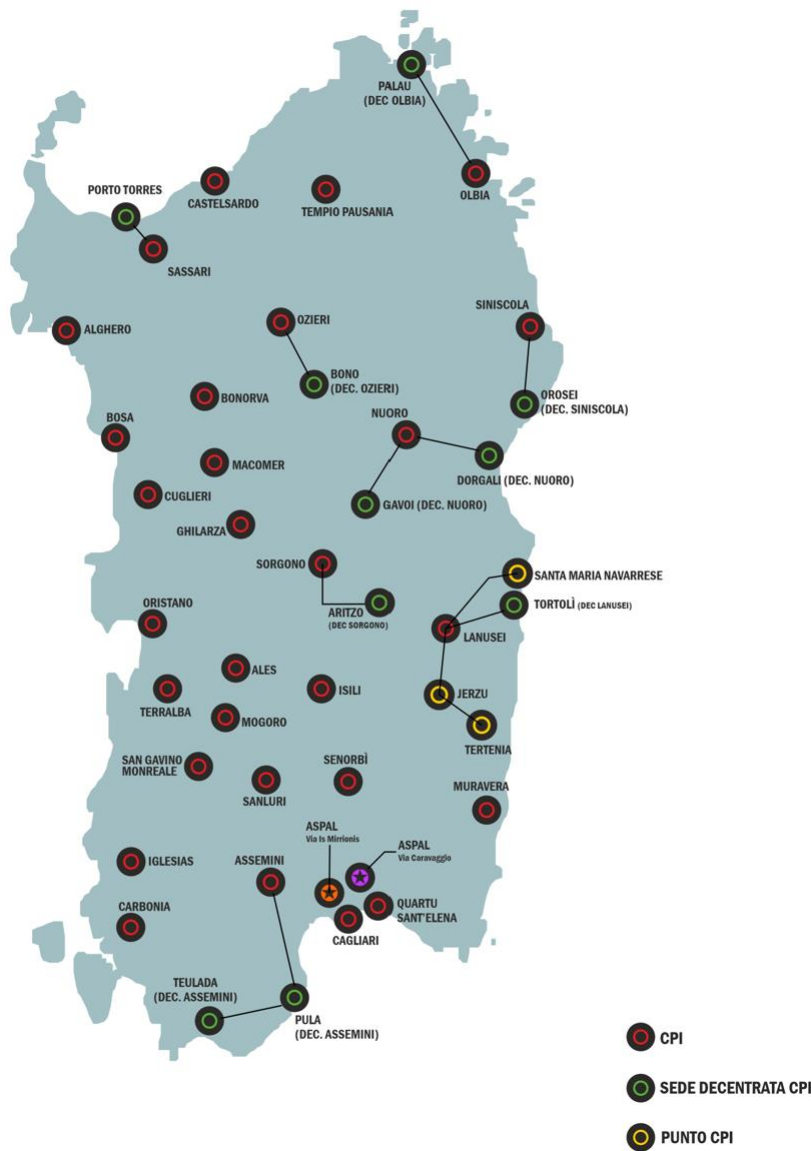 PALAU
(DEC OLBIA)
OLBIA
PORTO TORRES
CASTELSARDO
TEMPIO PAUSANIA
SASSARI
ALGHERO
OZIERI
SINISCOLA
BONO
(DEC. OZIERI)
BONORVA
OROSEI
(DEC. SINISCOLA)
BOSA
NUORO
MACOMER
DORGALI (DEC. NUORO)
CUGLIERI
GAVOI (DEC. NUORO)
GHILARZA
SORGONO
SANTA MARIA NAVARRESE
ORISTANO
ARITZO
(DEC SORGONO)
TORTOLÌ (DEC LANUSEI)
LANUSEI
ALES
TERRALBA
ISILI
JERZU
MOGORO
TERTENIA
SAN GAVINO
MONREALE
SENORBÌ
SANLURI
MURAVERA
ASPAL
Via Is Mirrionis
ASPAL
Via Caravaggio
IGLESIAS
ASSEMINI
CARBONIA
QUARTU
SANT'ELENA
CAGLIARI
TEULADA
(DEC. ASSEMINI)
PULA
(DEC. ASSEMINI)
CPI
SEDE DECENTRATA CPI
PUNTO CPI